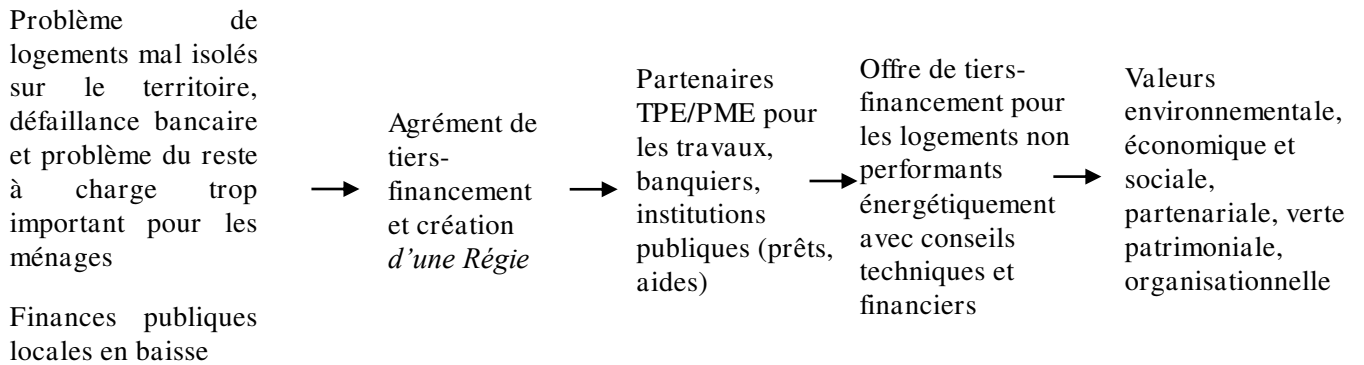 Problème de
logements mal isolés
sur le territoire,
défaillance bancaire
et problème du reste
à charge trop
important pour les
ménages
Finances publiques
locales en baisse
Agrément de
tiers-
financement
et création
d’une Régie
Partenaires
TPE/PME pour
les travaux,
banquiers,
institutions
publiques (prêts,
aides)
Offre de tiers-
financement pour
les logements non
performants
énergétiquement
avec conseils
techniques et
financiers
Valeurs
environnementale,
économique et
sociale,
partenariale, verte
patrimoniale,
organisationnelle